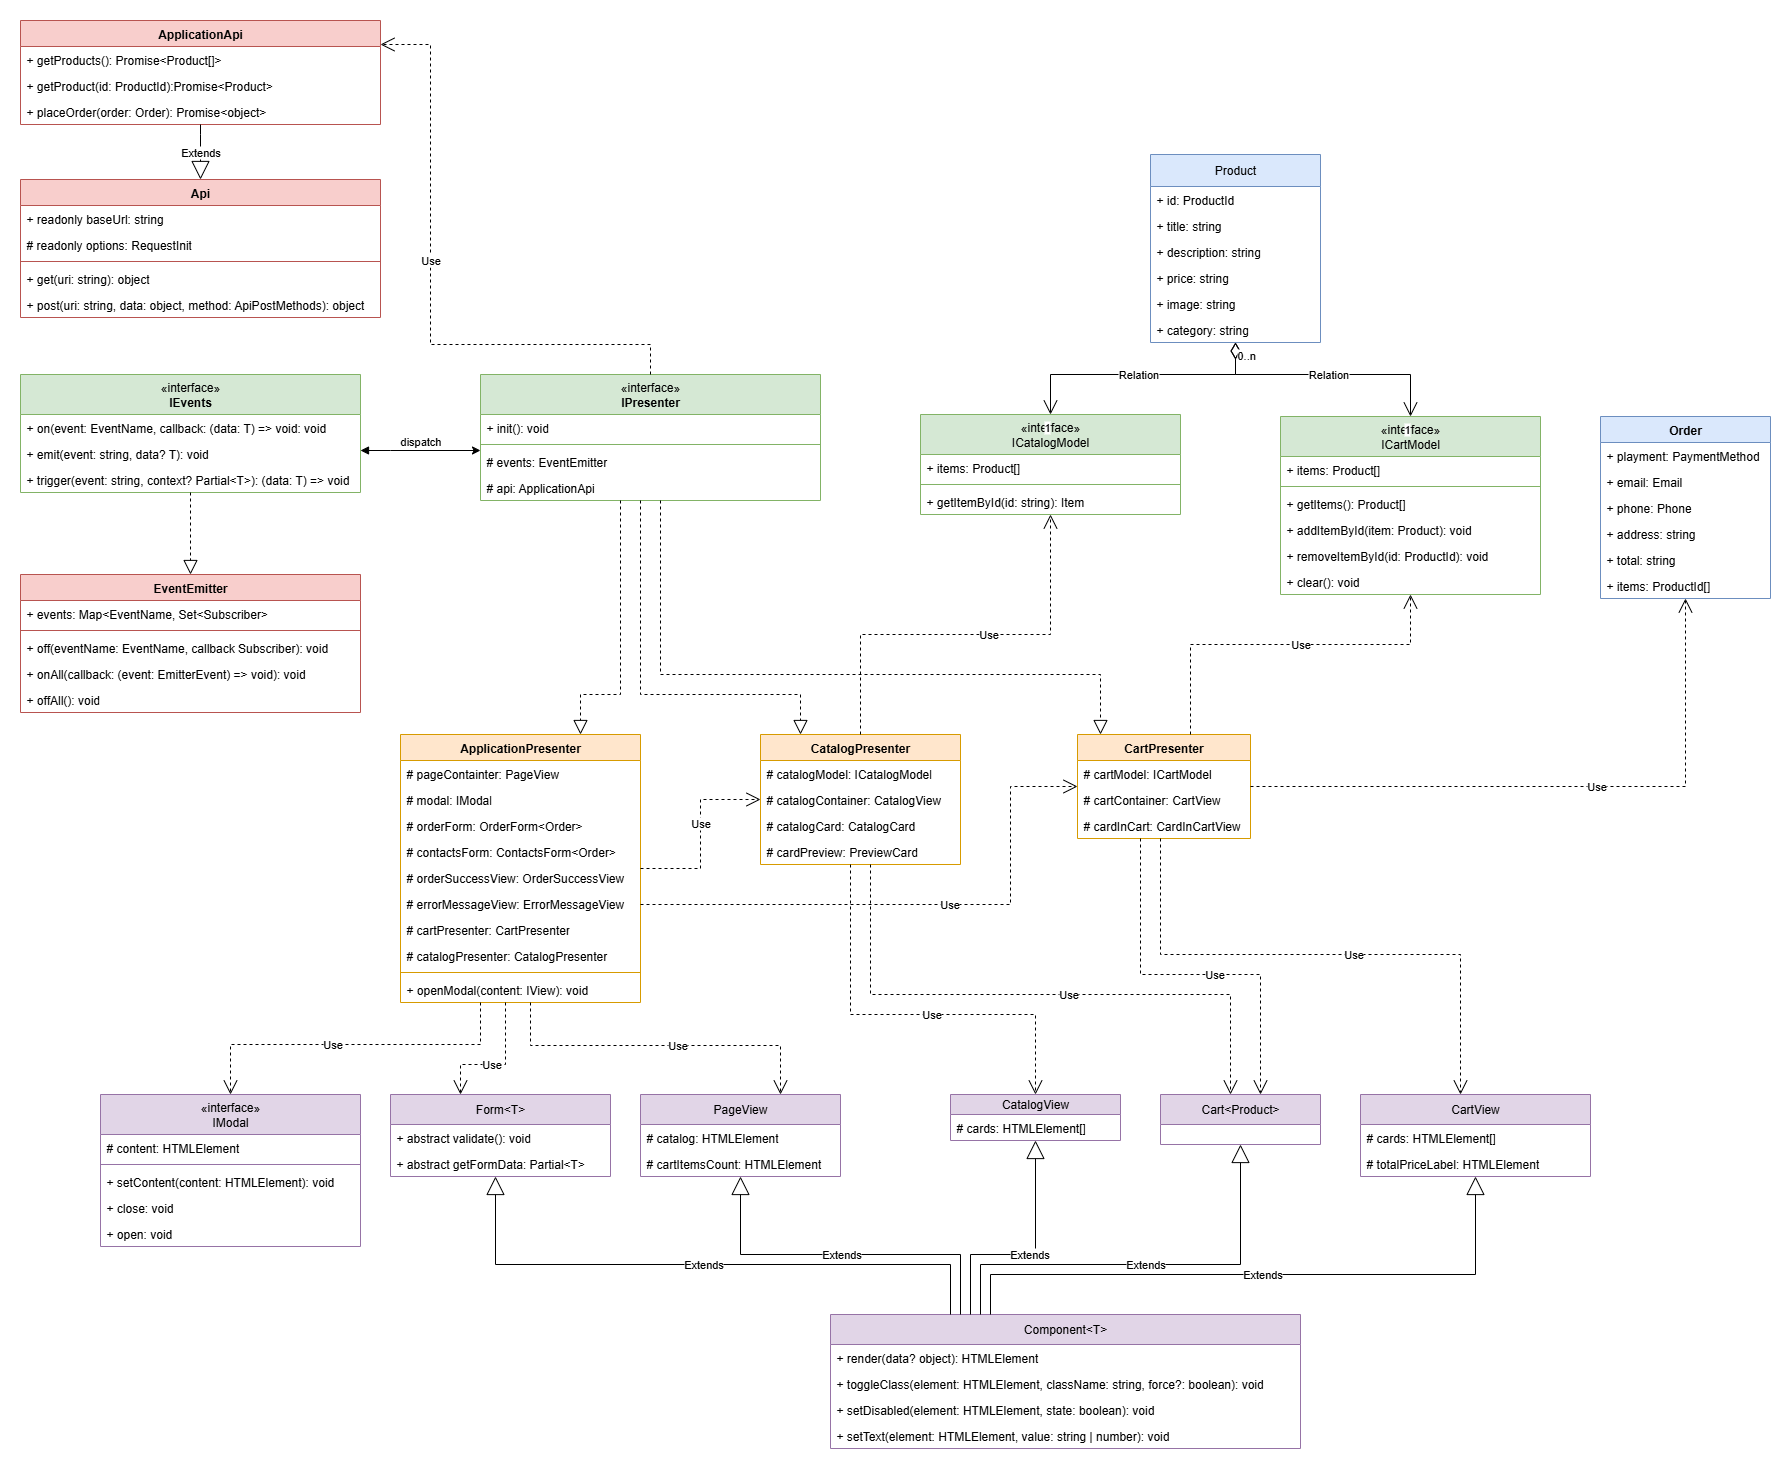 ApplicationApi
+ getProducts(): Promise<Product[]>
+ getProduct(id: ProductId):Promise<Product>
+ placeOrder(order: Order): Promise<object>
Extends
Api
+ readonly baseUrl: string
# readonly options: RequestInit
+ get(uri: string): object
+ post(uri: string, data: object, method: ApiPostMethods): object
Use
Product
+ id: ProductId
+ title: string
+ description: string
+ price: string
+ image: string
+ category: string
0..n
Relation
Relation
«interface»
IEvents
+ on(event: EventName, callback: (data: T) => void: void
+ emit(event: string, data? T): void
+ trigger(event: string, context? Partial<T>): (data: T) => void
dispatch
«interface»
IPresenter
+ init(): void
# events: EventEmitter
# api: ApplicationApi
1
«interface»
ICatalogModel
+ items: Product[]
+ getItemById(id: string): Item
1
«interface»
ICartModel
+ items: Product[]
+ getItems(): Product[]
+ addItemById(item: Product): void
+ removeItemById(id: ProductId): void
+ clear(): void
Order
+ playment: PaymentMethod
+ email: Email
+ phone: Phone
+ address: string
+ total: string
+ items: ProductId[]
EventEmitter
+ events: Map<EventName, Set<Subscriber>
+ off(eventName: EventName, callback Subscriber): void
+ onAll(callback: (event: EmitterEvent) => void): void
+ offAll(): void
Use
Use
ApplicationPresenter
# pageContainter: PageView
# modal: IModal
# orderForm: OrderForm<Order>
# contactsForm: ContactsForm<Order>
# orderSuccessView: OrderSuccessView
# errorMessageView: ErrorMessageView
# cartPresenter: CartPresenter
# catalogPresenter: CatalogPresenter
+ openModal(content: IView): void
Use
CatalogPresenter
# catalogModel: ICatalogModel
# catalogContainer: CatalogView
# catalogCard: CatalogCard
# cardPreview: PreviewCard
Use
CartPresenter
# cartModel: ICartModel
# cartContainer: CartView
# cardInCart: CardInCartView
Use
Use
Use
Use
Use
Use
Use
Use
«interface»
IModal
# content: HTMLElement
+ setContent(content: HTMLElement): void
+ close: void
+ open: void
Form<T>
+ abstract validate(): void
+ abstract getFormData: Partial<T>
PageView
# catalog: HTMLElement
# cartItemsCount: HTMLElement
CatalogView
# cards: HTMLElement[]
Cart<Product>
CartView
# cards: HTMLElement[]
# totalPriceLabel: HTMLElement
Extends
Extends
Extends
Extends
Extends
Component<T>
+ render(data? object): HTMLElement
+ toggleClass(element: HTMLElement, className: string, force?: boolean): void
+ setDisabled(element: HTMLElement, state: boolean): void
+ setText(element: HTMLElement, value: string | number): void